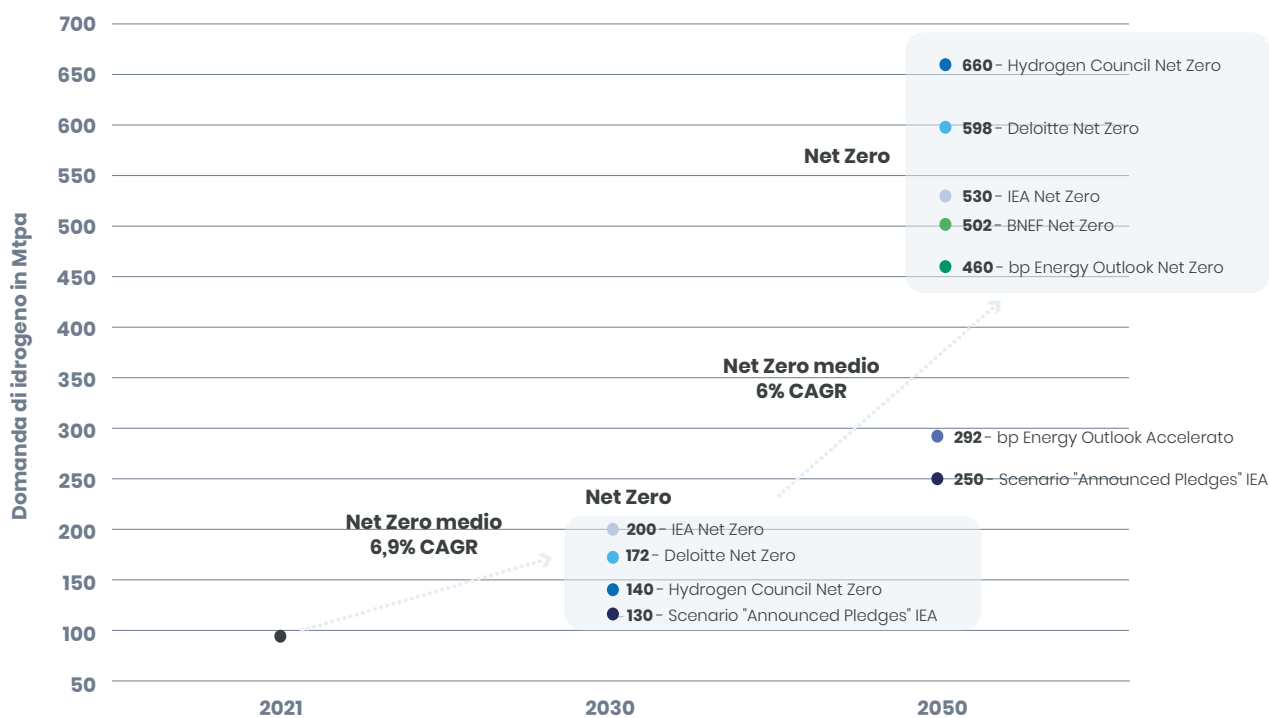 Domanda di idrogeno in Mtpa
700
650
600
550
500
450
400
350
300
250
200
150
100
50
660 - Hydrogen Council Net Zero
598 - Deloitte Net Zero
Net Zero
530 - IEA Net Zero
502 - BNEF Net Zero
460 - bp Energy Outlook Net Zero
Net Zero medio
6% CAGR
292 - bp Energy Outlook Accelerato
250 - Scenario "Announced Pledges" IEA
Net Zero
Net Zero medio
6,9% CAGR
200 - IEA Net Zero
172 - Deloitte Net Zero
140 - Hydrogen Council Net Zero
130 - Scenario "Announced Pledges" IEA
2021
2030
2050